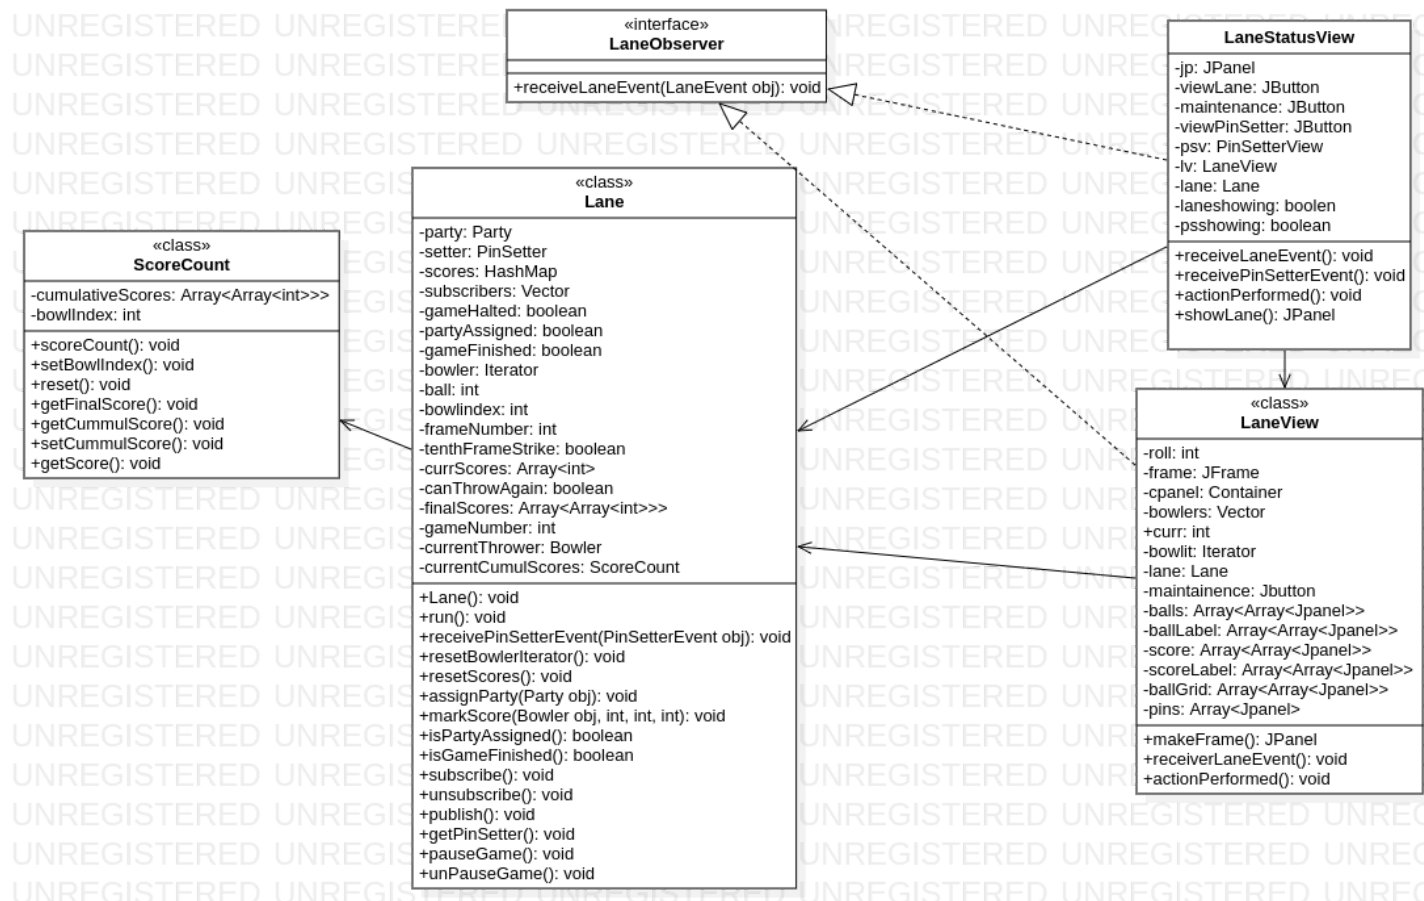 «interface»
LaneObserver
+receiveLaneEvent(LaneEvent obj): void
LaneStatusView
-jp: JPanel
-viewLane: JButton
-maintenance: JButton
-viewPinSetter: JButton
-psv: PinSetterView
-lv: LaneView
-lane: Lane
-laneshowing: boolen
-psshowing: boolean
+receiveLaneEvent(): void
+receivePinSetterEvent(): void
+actionPerformed(): void
+showLane(): JPanel
«class»
Lane
-party: Party
-setter: PinSetter
-scores: HashMap
-subscribers: Vector
-gameHalted: boolean
-partyAssigned: boolean
-gameFinished: boolean
-bowler: Iterator
-ball: int
-bowlindex: int
-frameNumber: int
-tenthFrameStrike: boolean
-currScores: Array<int>
-canThrowAgain: boolean
-finalScores: Array<Array<int>>>
-gameNumber: int
-currentThrower: Bowler
-currentCumulScores: ScoreCount
+Lane(): void
+run(): void
+receivePinSetterEvent(PinSetterEvent obj): void
+resetBowlerIterator(): void
+resetScores(): void
+assignParty(Party obj): void
+markScore(Bowler obj, int, int, int): void
+isPartyAssigned(): boolean
+isGameFinished(): boolean
+subscribe(): void
+unsubscribe(): void
+publish(): void
+getPinSetter(): void
+pauseGame(): void
+unPauseGame(): void
«class»
ScoreCount
-cumulativeScores: Array<Array<int>>>
-bowlIndex: int
+scoreCount(): void
+setBowlIndex(): void
+reset(): void
+getFinalScore(): void
+getCummulScore(): void
+setCummulScore(): void
+getScore(): void
«class»
LaneView
-roll: int
-frame: JFrame
-cpanel: Container
-bowlers: Vector
+curr: int
-bowlit: Iterator
-lane: Lane
-maintainence: Jbutton
-balls: Array<Array<Jpanel>>
-ballLabel: Array<Array<Jpanel>>
-score: Array<Array<Jpanel>>
-scoreLabel: Array<Array<Jpanel>>
-ballGrid: Array<Array<Jpanel>>
-pins: Array<Jpanel>
+makeFrame(): JPanel
+receiverLaneEvent(): void
+actionPerformed(): void
UNREGISTERED